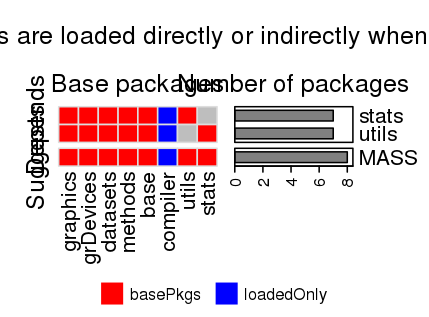 s are loaded directly or indirectly when
Base packages
Number of packages
Depends
Suggests
stats
utils
MASS
graphics
grDevices
datasets
methods
base
compiler
utils
stats
0
2
4
6
8
basePkgs
loadedOnly